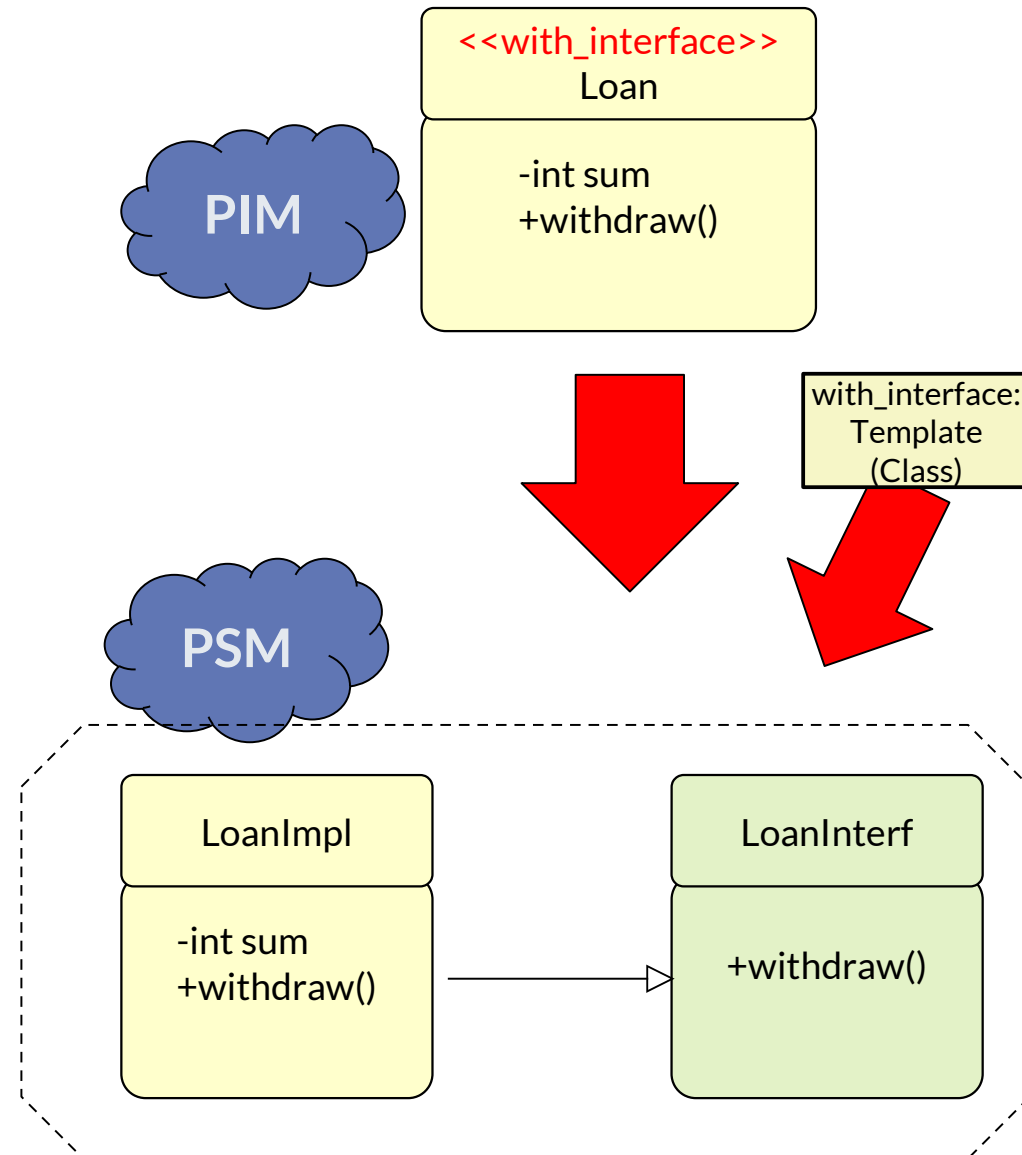 <<with_interface>>
Loan
-int sum
+withdraw()
PIM
with_interface:
Template
(Class)
PSM
LoanImpl
-int sum
+withdraw()
LoanInterf
+withdraw()